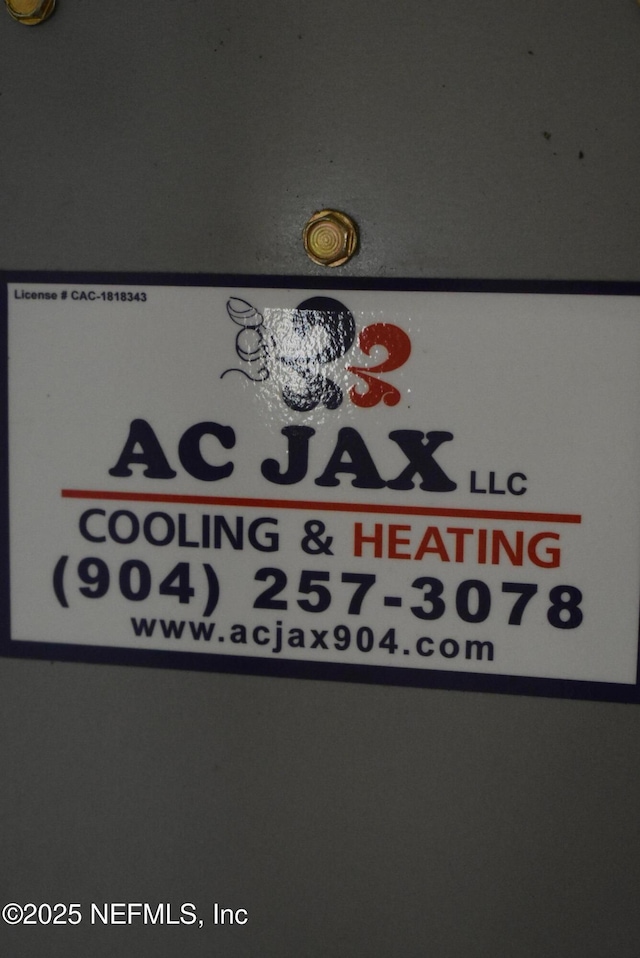 License # CAC-1818343
AC JAX LLC
COOLING & HEATING
(904) 257-3078
www.acjax904.com
©2025 NEFMLS, Inc